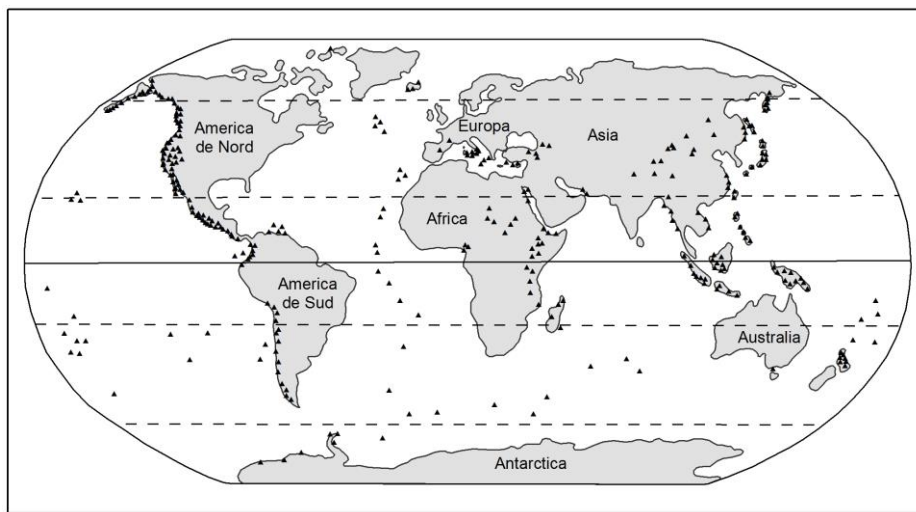 America
de Nord
Europa
Asia
Africa
America
de Sud
Australia
Antarctica